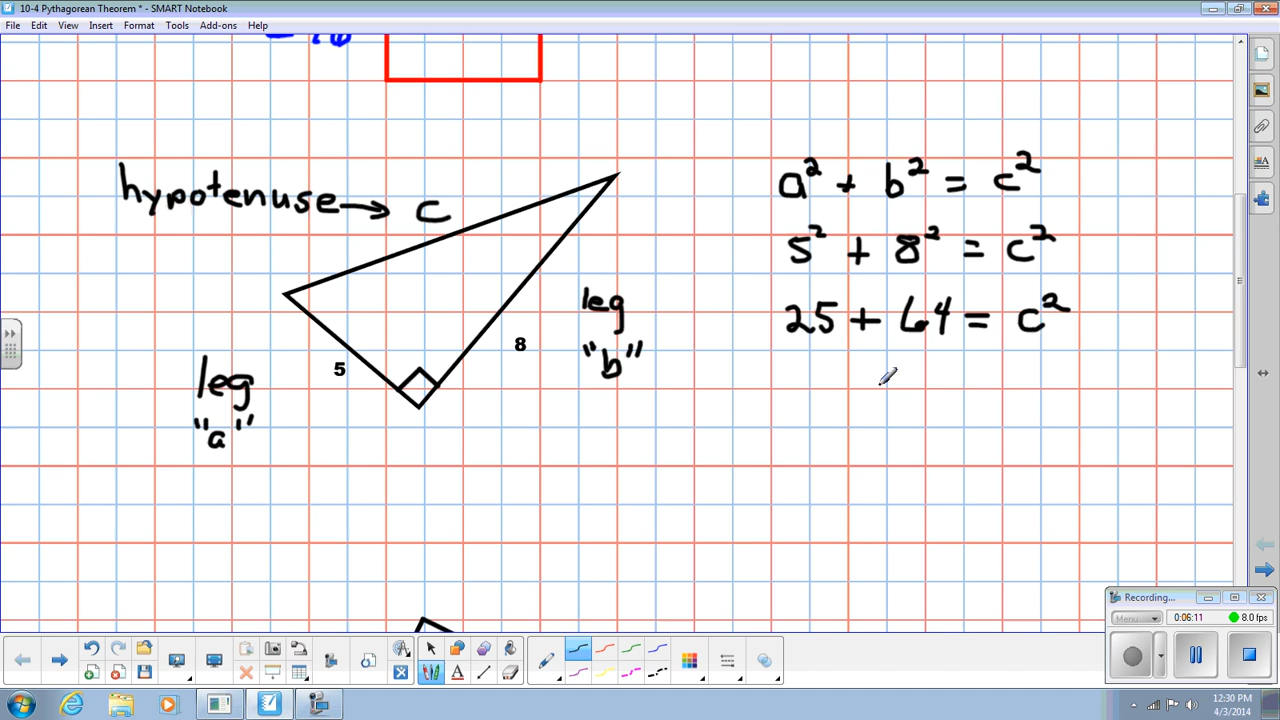 10-4 Pythagorean Theorem * - SMART Notebook
File Edit View Insert Format Tools Add-ons Help
hypotenuse → c
leg
"a"
5
8
leg
"b"
a² + b² = c²
5² + 8² = c²
25 + 64 = c²
Recording...
Menu
0:06:11
8.0 fps
12:30 PM
4/3/2014